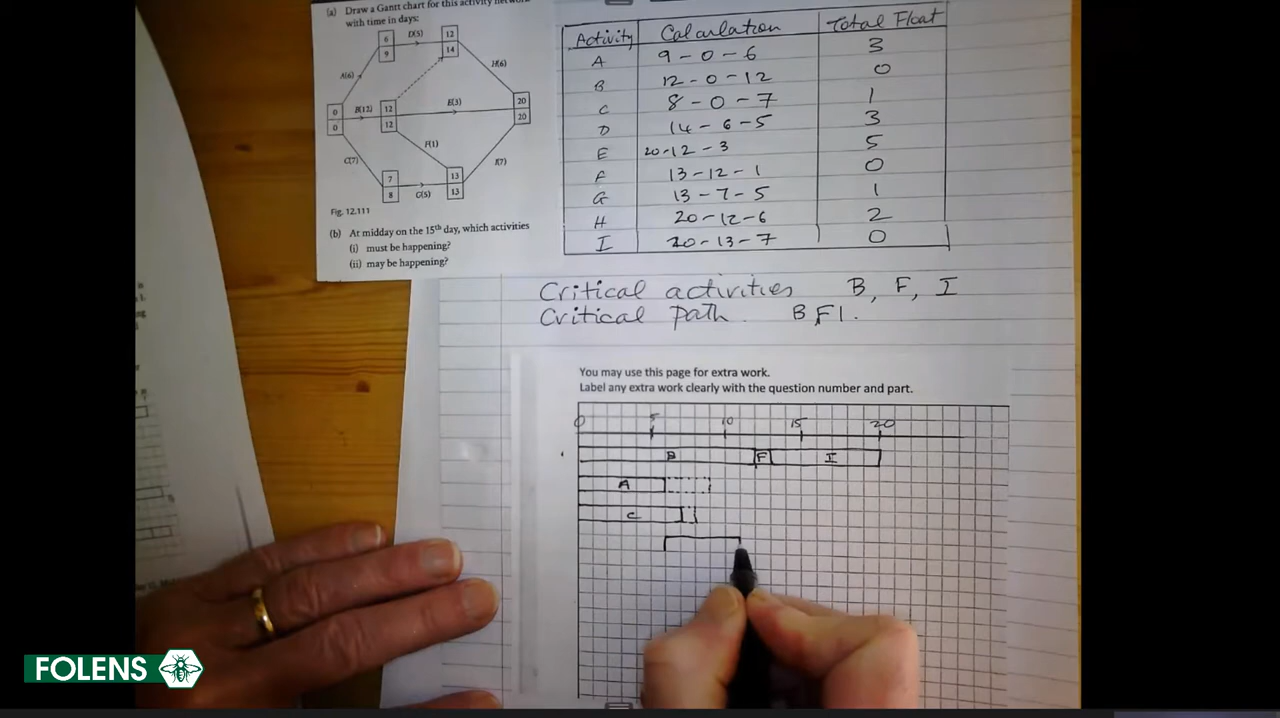 (a) Draw a Gantt chart for this activity network
with time in days:
6
9
D(5)
12
14
A(6)
H(6)
0
0
B(12)
12
12
E(3)
20
20
F(1)
C(7)
I(7)
7
8
G(5)
13
13
Fig. 12.111
(b) At midday on the 15th day, which activities
(i) must be happening?
(ii) may be happening?
Activity Calculation Total Float
A 9 - 0 - 6 3
B 12 - 0 - 12 0
C 8 - 0 - 7 1
D 14 - 6 - 5 3
E 20 - 12 - 3 5
F 13 - 12 - 1 0
G 13 - 7 - 5 1
H 20 - 12 - 6 2
I 20 - 13 - 7 0
Critical activities B, F, I
Critical path. BFI.
You may use this page for extra work.
Label any extra work clearly with the question number and part.
0 5 10 15 20
B F I
A
C
FOLENS